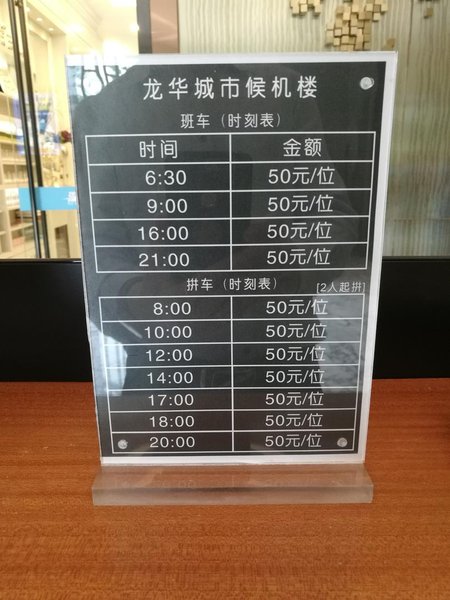 龙华城市候机楼
班车（时刻表）
时间 金额
6:30 50元/位
9:00 50元/位
16:00 50元/位
21:00 50元/位
拼车（时刻表） [2人起拼]
8:00 50元/位
10:00 50元/位
12:00 50元/位
14:00 50元/位
17:00 50元/位
18:00 50元/位
20:00 50元/位